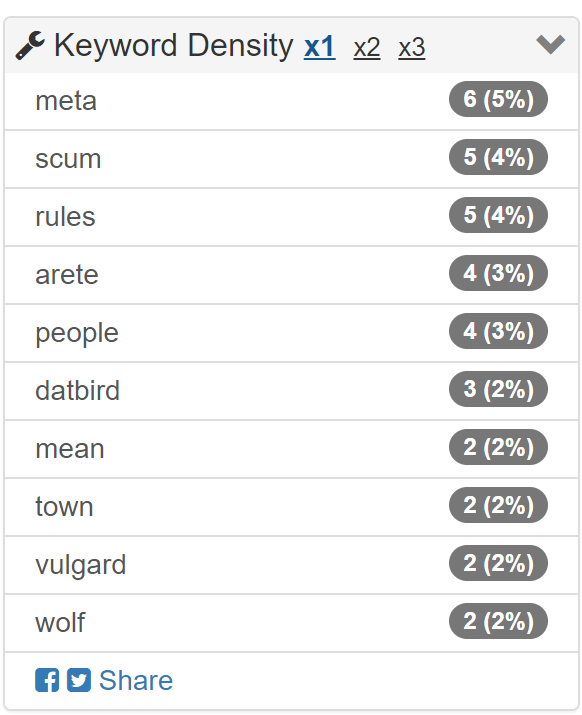 Keyword Density x1 x2 x3
meta 6 (5%)
scum 5 (4%)
rules 5 (4%)
arete 4 (3%)
people 4 (3%)
datbird 3 (2%)
mean 2 (2%)
town 2 (2%)
vulgard 2 (2%)
wolf 2 (2%)
Share